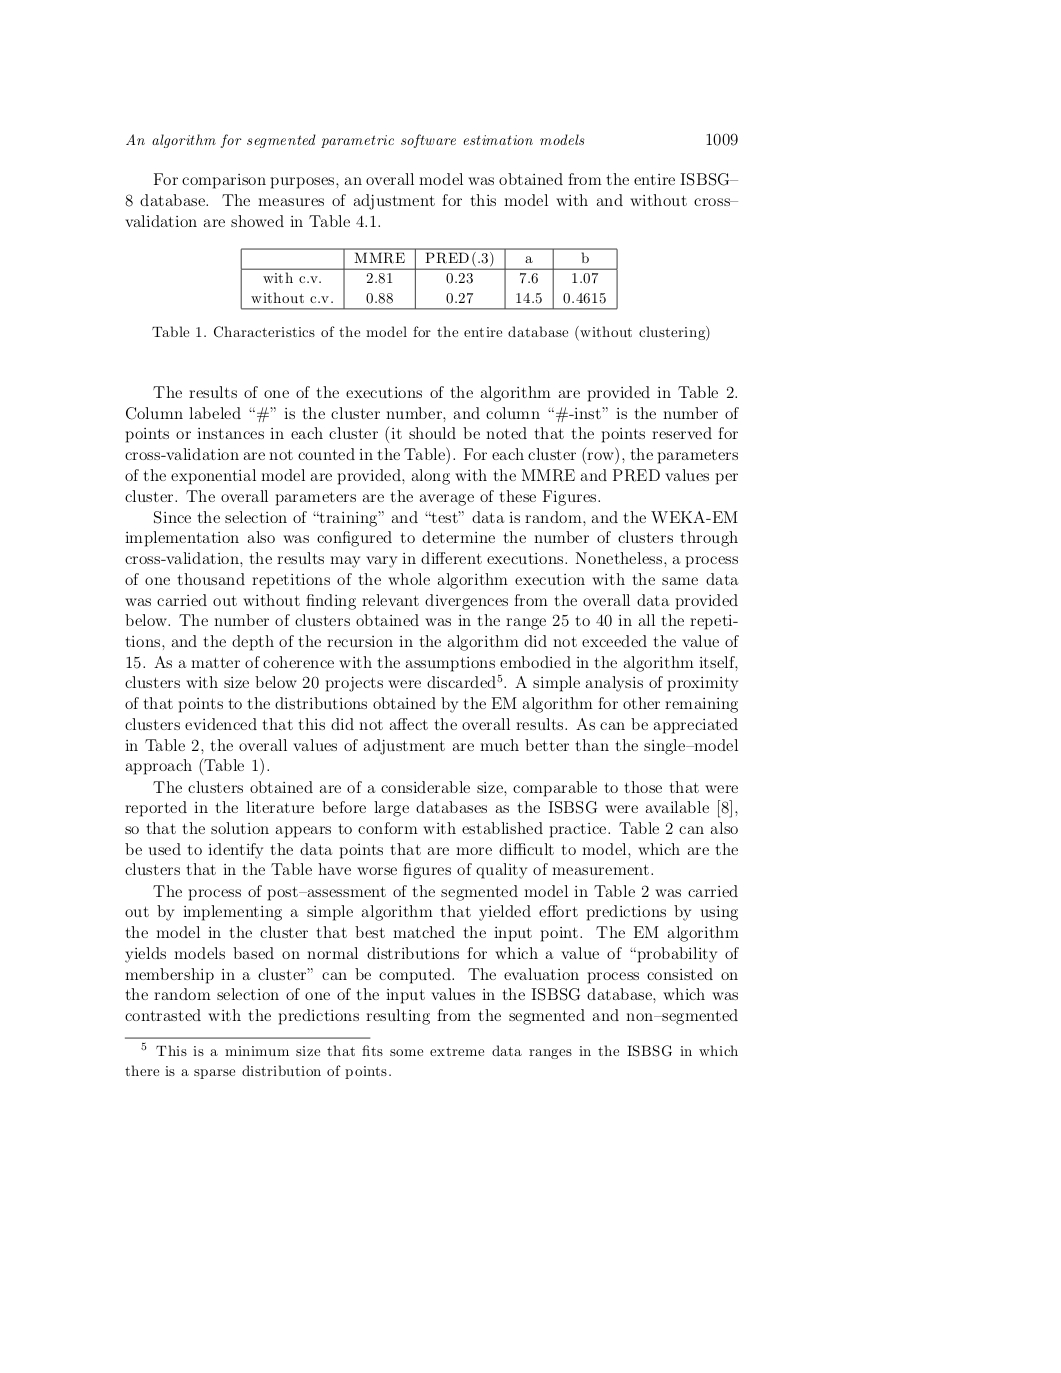 An algorithm for segmented parametric software estimation models 1009
For comparison purposes, an overall model was obtained from the entire ISBSG–
8 database. The measures of adjustment for this model with and without cross–
validation are showed in Table 4.1.
MMRE PRED(.3) a b
with c.v. 2.81 0.23 7.6 1.07
without c.v. 0.88 0.27 14.5 0.4615
Table 1. Characteristics of the model for the entire database (without clustering)
The results of one of the executions of the algorithm are provided in Table 2.
Column labeled “#” is the cluster number, and column “#-inst” is the number of
points or instances in each cluster (it should be noted that the points reserved for
cross-validation are not counted in the Table). For each cluster (row), the parameters
of the exponential model are provided, along with the MMRE and PRED values per
cluster. The overall parameters are the average of these Figures.
Since the selection of “training” and “test” data is random, and the WEKA-EM
implementation also was configured to determine the number of clusters through
cross-validation, the results may vary in different executions. Nonetheless, a process
of one thousand repetitions of the whole algorithm execution with the same data
was carried out without finding relevant divergences from the overall data provided
below. The number of clusters obtained was in the range 25 to 40 in all the repeti-
tions, and the depth of the recursion in the algorithm did not exceeded the value of
15. As a matter of coherence with the assumptions embodied in the algorithm itself,
clusters with size below 20 projects were discarded5. A simple analysis of proximity
of that points to the distributions obtained by the EM algorithm for other remaining
clusters evidenced that this did not affect the overall results. As can be appreciated
in Table 2, the overall values of adjustment are much better than the single–model
approach (Table 1).
The clusters obtained are of a considerable size, comparable to those that were
reported in the literature before large databases as the ISBSG were available [8],
so that the solution appears to conform with established practice. Table 2 can also
be used to identify the data points that are more difficult to model, which are the
clusters that in the Table have worse figures of quality of measurement.
The process of post–assessment of the segmented model in Table 2 was carried
out by implementing a simple algorithm that yielded effort predictions by using
the model in the cluster that best matched the input point. The EM algorithm
yields models based on normal distributions for which a value of “probability of
membership in a cluster” can be computed. The evaluation process consisted on
the random selection of one of the input values in the ISBSG database, which was
contrasted with the predictions resulting from the segmented and non–segmented
5 This is a minimum size that fits some extreme data ranges in the ISBSG in which
there is a sparse distribution of points.